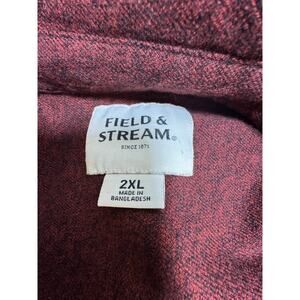 FIELD &
STREAM®
SINCE 1871
2XL
MADE IN
BANGLADESH